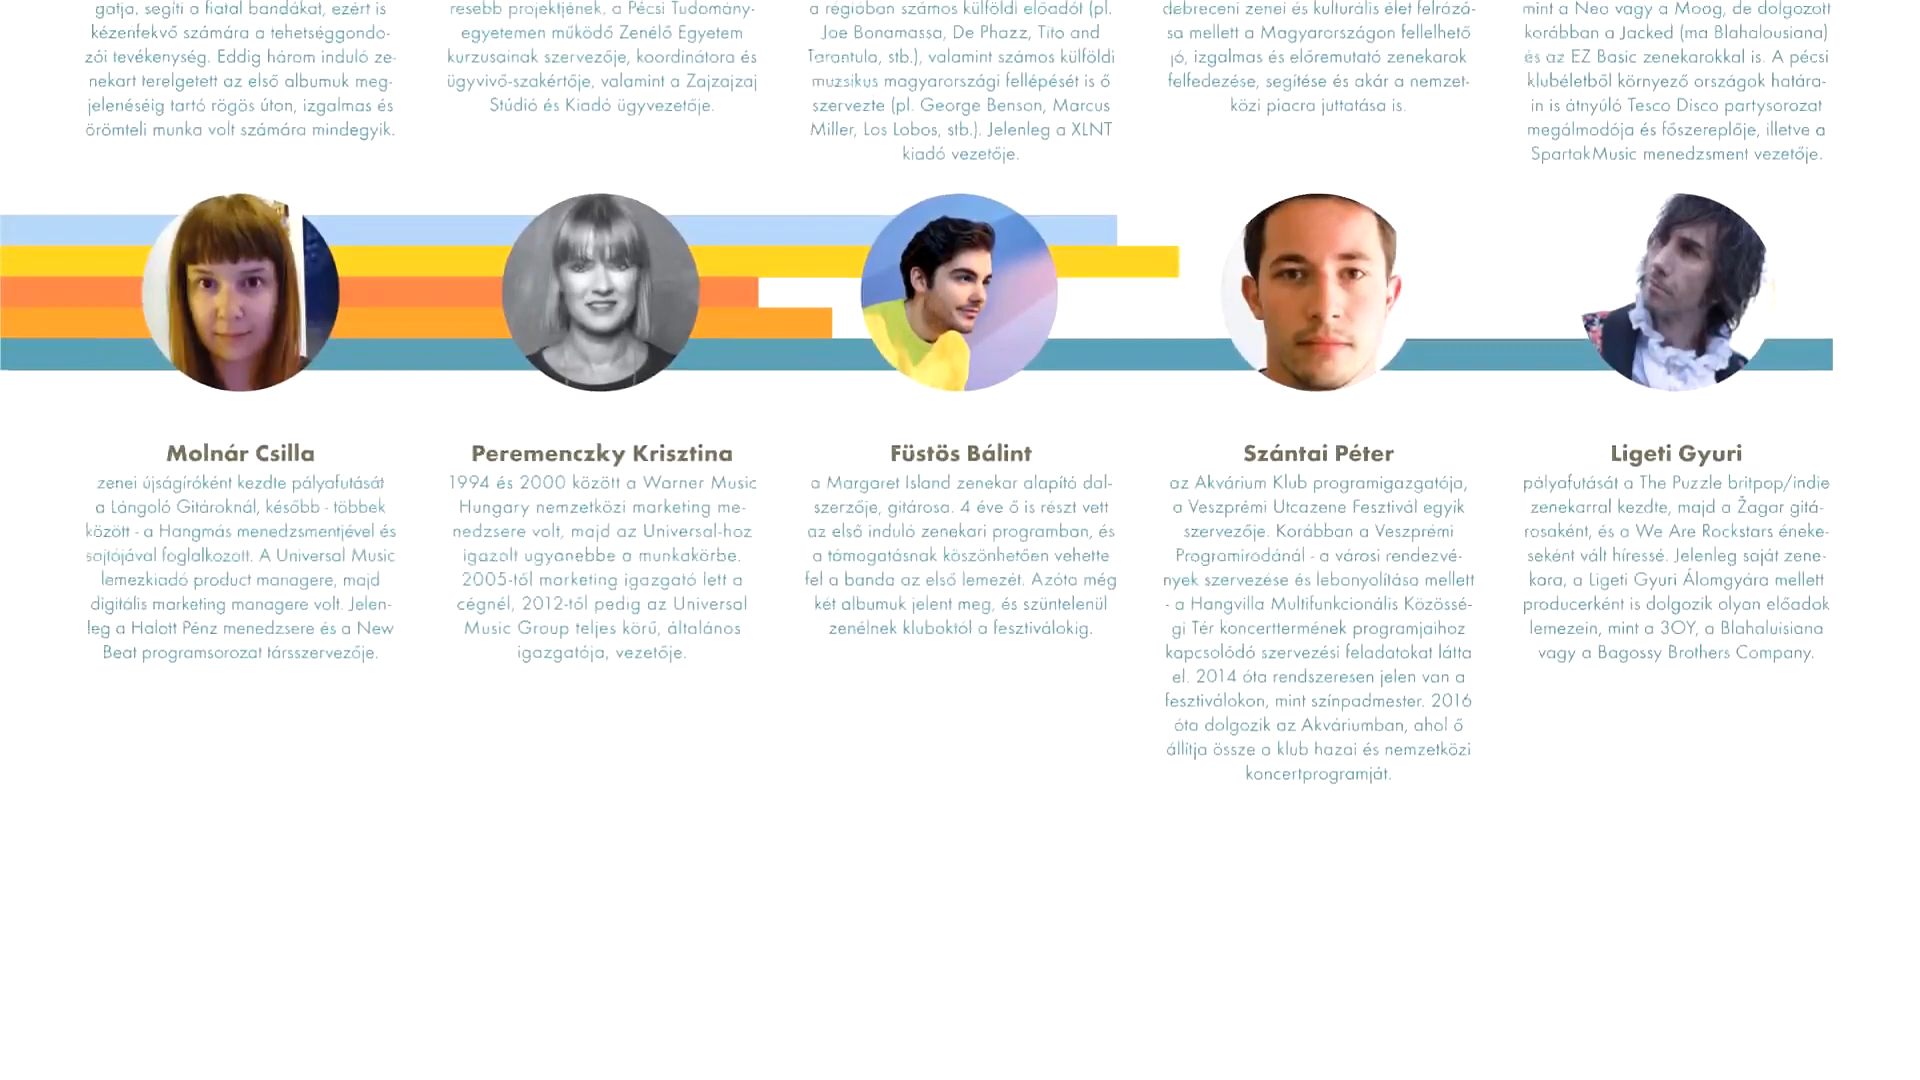 gatja, segíti a fiatal bandákat, ezért is
kézenfekvő számára a tehetséggondo-
zói tevékenység. Eddig három induló ze-
nekart terelgetett az első albumuk meg-
jelenéséig tartó rögös úton, izgalmas és
örömteli munka volt számára mindegyik.
resebb projektjének, a Pécsi Tudomány-
egyetemen működő Zenélő Egyetem
kurzusainak szervezője, koordinátora és
ügyvivő-szakértője, valamint a Zajzajzaj
Stúdió és Kiadó ügyvezetője.
a régióban számos külföldi előadót (pl.
Joe Bonamassa, De Phazz, Tito and
Tarantula, stb.), valamint számos külföldi
muzsikus magyarországi fellépését is ő
szervezte (pl. George Benson, Marcus
Miller, Los Lobos, stb.). Jelenleg a XLNT
kiadó vezetője.
debreceni zenei és kulturális élet felrázá-
sa mellett a Magyarországon fellelhető
jó, izgalmas és előremutató zenekarok
felfedezése, segítése és akár a nemzet-
közi piacra juttatása is.
mint a Neo vagy a Moog, de dolgozott
korábban a Jacked (ma Blahalousiana)
és az EZ Basic zenekarokkal is. A pécsi
klubéletből környező országok határa-
in is átnyúló Tesco Disco partysorozat
megálmodója és főszereplője, illetve a
SpartakMusic menedzsment vezetője.
Molnár Csilla
zenei újságíróként kezdte pályafutását
a Lángoló Gitároknál, később - többek
között - a Hangmás menedzsmentjével és
sajtójával foglalkozott. A Universal Music
lemezkiadó product managere, majd
digitális marketing managere volt. Jelen-
leg a Halott Pénz menedzsere és a New
Beat programsorozat társszervezője.
Peremenczky Krisztina
1994 és 2000 között a Warner Music
Hungary nemzetközi marketing me-
nedzsere volt, majd az Universal-hoz
igazolt ugyanebbe a munkakörbe.
2005-től marketing igazgató lett a
cégnél, 2012-től pedig az Universal
Music Group teljes körű, általános
igazgatója, vezetője.
Füstös Bálint
a Margaret Island zenekar alapító dal-
szerzője, gitárosa. 4 éve ő is részt vett
az első induló zenekari programban, és
a támogatásnak köszönhetően vehette
fel a banda az első lemezét. Azóta még
két albumuk jelent meg, és szüntelenül
zenélnek kluboktól a fesztiválokig.
Szántai Péter
az Akvárium Klub programigazgatója,
a Veszprémi Utcazene Fesztivál egyik
szervezője. Korábban a Veszprémi
Programirodánál - a városi rendezvé-
nyek szervezése és lebonyolítása mellett
- a Hangvilla Multifunkcionális Közössé-
gi Tér koncerttermének programjaihoz
kapcsolódó szervezési feladatokat látta
el. 2014 óta rendszeresen jelen van a
fesztiválokon, mint színpadmester. 2016
óta dolgozik az Akváriumban, ahol ő
állítja össze a klub hazai és nemzetközi
koncertprogramját.
Ligeti Gyuri
pályafutását a The Puzzle britpop/indie
zenekarral kezdte, majd a Žagar gitá-
rosaként, és a We Are Rockstars éneke-
seként vált híressé. Jelenleg saját zene-
kara, a Ligeti Gyuri Álomgyára mellett
producerként is dolgozik olyan előadok
lemezein, mint a 3OY, a Blahaluisiana
vagy a Bagossy Brothers Company.